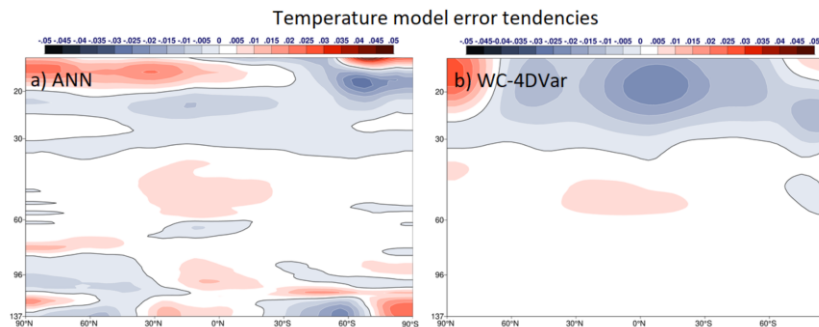 Temperature model error tendencies
-.05 -.04 -.035 -.03 -.025 -.02 -.015 -.01 -.005 0 .005 .01 .015 .02 .025 .03 .035 .04 .045 .05
-.05 -.04 -.035 -.03 -.025 -.02 -.015 -.01 -.005 0 .005 .01 .015 .02 .025 .03 .035 .04 .045 .05
a) ANN
b) WC-4DVar
20
30
60
96
137
90°N 60°N 30°N 0°N 30°S 60°S 90°S
20
30
60
96
137
90°N 60°N 30°N 0°N 30°S 60°S